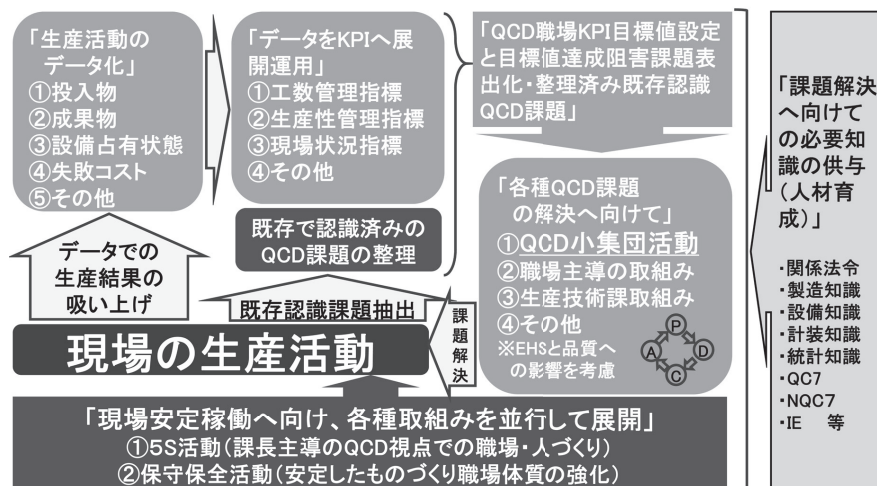 「生産活動の
データ化」
①投入物
②成果物
③設備占有状態
④失敗コスト
⑤その他
「データをKPIへ展
開運用」
①工数管理指標
②生産性管理指標
③現場状況指標
④その他
「QCD職場KPI目標値設定
と目標値達成阻害課題表
出化・整理済み既存認識
QCD課題」
「課題解決
へ向けて
の必要知
識の供与
(人材育
成)」
・関係法令
・製造知識
・設備知識
・計装知識
・統計知識
・QC7
・NQC7
・IE 等
既存で認識済みの
QCD課題の整理
「各種QCD課題
の解決へ向けて」
①QCD小集団活動
②職場主導の取組み
③生産技術課取組み
④その他
※EHSと品質へ
の影響を考慮
P
D
C
A
データでの
生産結果の
吸い上げ
既存認識課題抽出
課
題
解
決
現場の生産活動
「現場安定稼働へ向け、各種取組みを並行して展開」
①5S活動(課長主導のQCD視点での職場・人づくり)
②保守保全活動(安定したものづくり職場体質の強化)